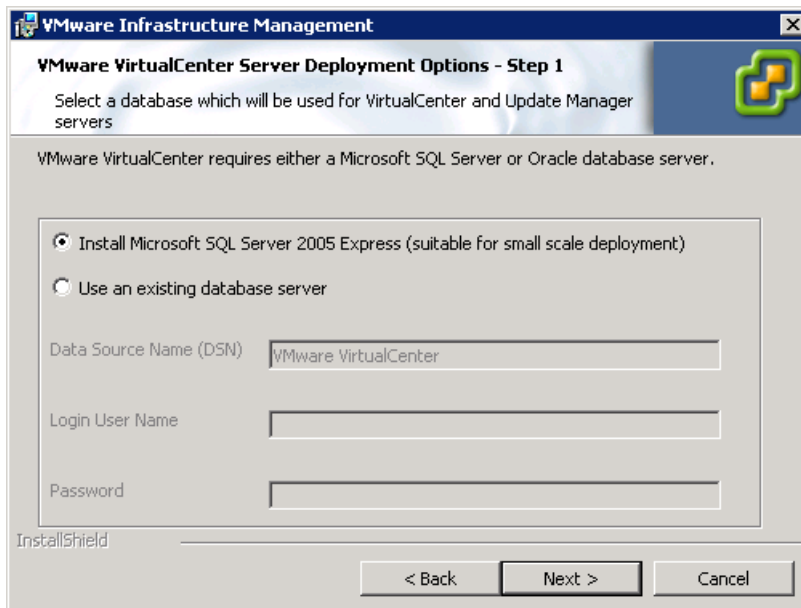 VMware Infrastructure Management
VMware VirtualCenter Server Deployment Options - Step 1
Select a database which will be used for VirtualCenter and Update Manager
servers
VMware VirtualCenter requires either a Microsoft SQL Server or Oracle database server.
Install Microsoft SQL Server 2005 Express (suitable for small scale deployment)
Use an existing database server
Data Source Name (DSN) VMware VirtualCenter
Login User Name
Password
InstallShield
< Back Next > Cancel